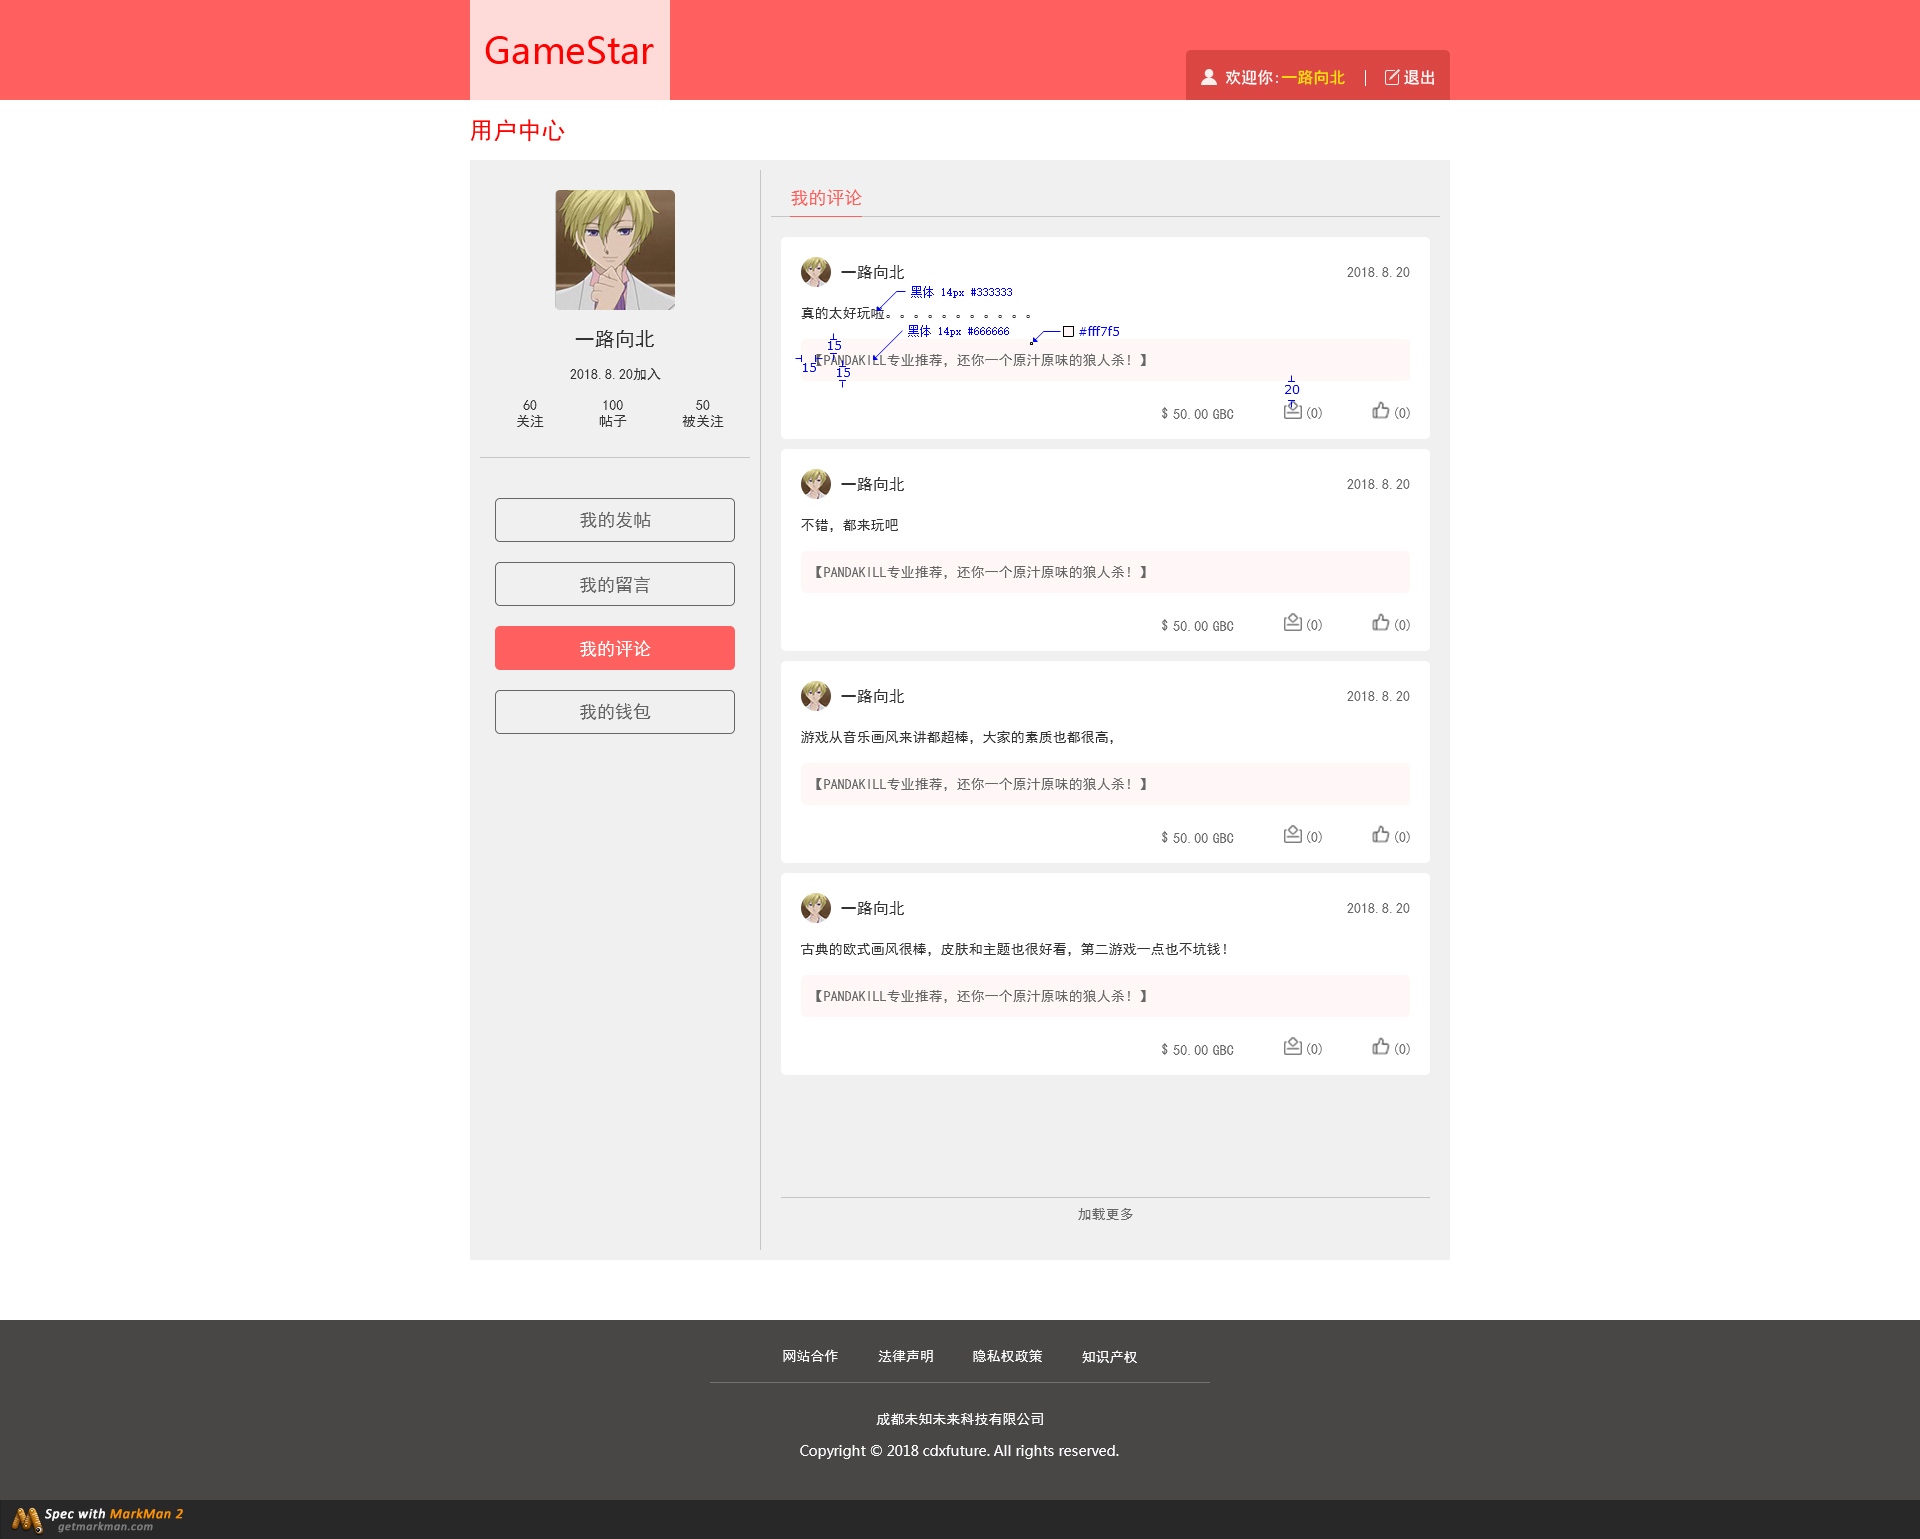 GameStar
欢迎你:一路向北
退出
用户中心
一路向北
2018.8.20加入
60 100 50
关注 帖子 被关注
我的发帖
我的留言
我的评论
我的钱包
我的评论
一路向北 2018.8.20
黑体 14px #333333
真的太好玩啦。。。。。。。。。。。
黑体 14px #666666
#fff7f5
15
15
15
【PANDAKILL专业推荐，还你一个原汁原味的狼人杀！】
20
$ 50.00 GBC (0) (0)
一路向北 2018.8.20
不错，都来玩吧
【PANDAKILL专业推荐，还你一个原汁原味的狼人杀！】
$ 50.00 GBC (0) (0)
一路向北 2018.8.20
游戏从音乐画风来讲都超棒，大家的素质也都很高，
【PANDAKILL专业推荐，还你一个原汁原味的狼人杀！】
$ 50.00 GBC (0) (0)
一路向北 2018.8.20
古典的欧式画风很棒，皮肤和主题也很好看，第二游戏一点也不坑钱！
【PANDAKILL专业推荐，还你一个原汁原味的狼人杀！】
$ 50.00 GBC (0) (0)
加载更多
网站合作 法律声明 隐私权政策 知识产权
成都未知未来科技有限公司
Copyright © 2018 cdxfuture. All rights reserved.
Spec with MarkMan 2
getmarkman.com